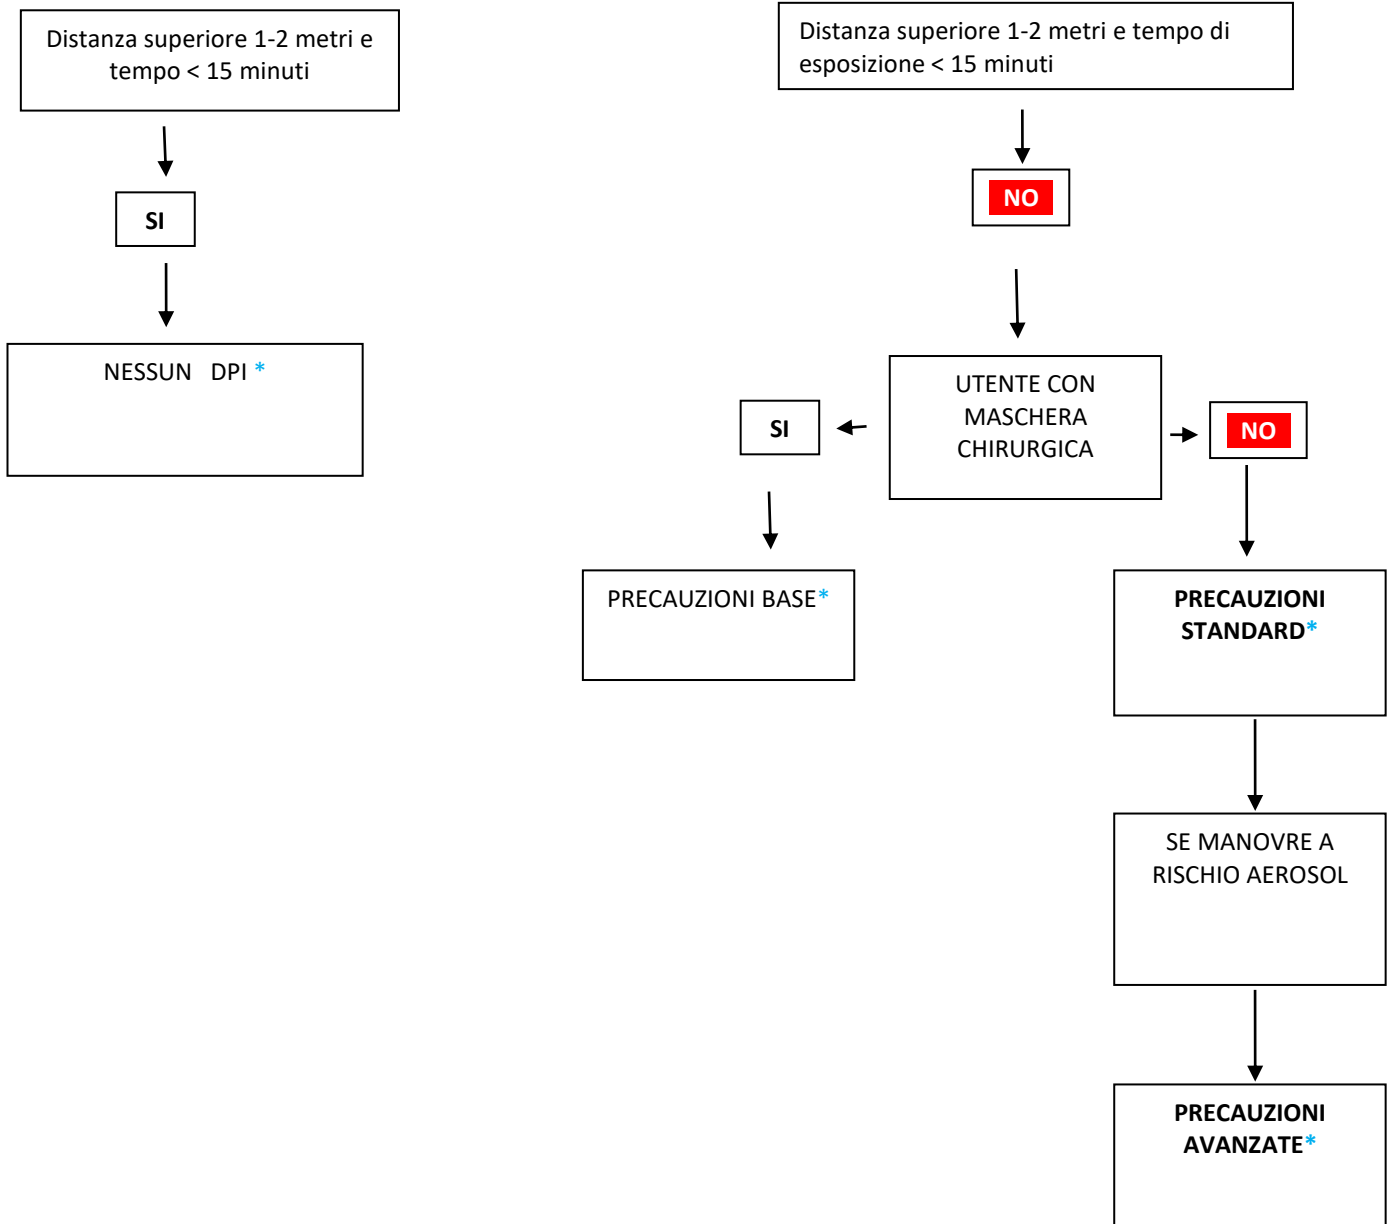 Distanza superiore 1-2 metri e
tempo < 15 minuti
SI
NESSUN DPI *
Distanza superiore 1-2 metri e tempo di
esposizione < 15 minuti
NO
UTENTE CON
MASCHERA
CHIRURGICA
SI
NO
PRECAUZIONI BASE*
PRECAUZIONI
STANDARD*
SE MANOVRE A
RISCHIO AEROSOL
PRECAUZIONI
AVANZATE*